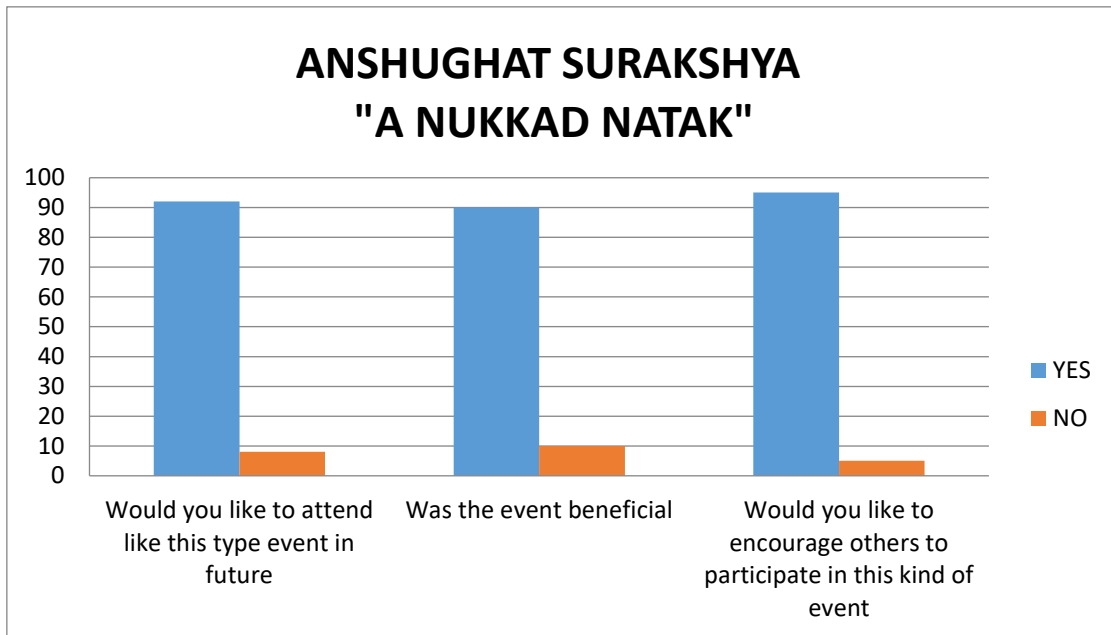 ANSHUGHAT SURAKSHYA
"A NUKKAD NATAK"
100
90
80
70
60
50
40
30
20
10
0
Would you like to attend
like this type event in
future
Was the event beneficial
Would you like to
encourage others to
participate in this kind of
event
YES
NO